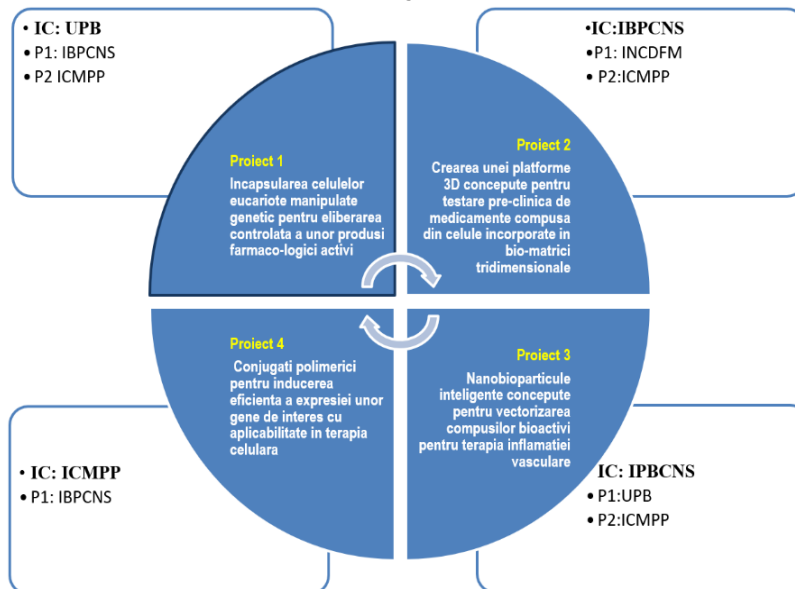 • IC: UPB
• P1: IBPCNS
• P2 ICMPP
•IC:IBPCNS
•P1: INCDFM
• P2:ICMPP
Proiect 1
Incapsularea celulelor
eucariote manipulate
genetic pentru eliberarea
controlata a unor produsi
farmaco-logici activi
Proiect 2
Crearea unei platforme
3D concepute pentru
testare pre-clinica de
medicamente compusa
din celule incorporate in
bio-matrici
tridimensionale
Proiect 4
Conjugati polimerici
pentru inducerea
eficienta a expresiei unor
gene de interes cu
aplicabilitate in terapia
celulara
Proiect 3
Nanobioparticule
inteligente concepute
pentru vectorizarea
compusilor bioactivi
pentru terapia inflamatiei
vasculare
• IC: ICMPP
• P1: IBPCNS
IC: IPBCNS
• P1:UPB
• P2:ICMPP